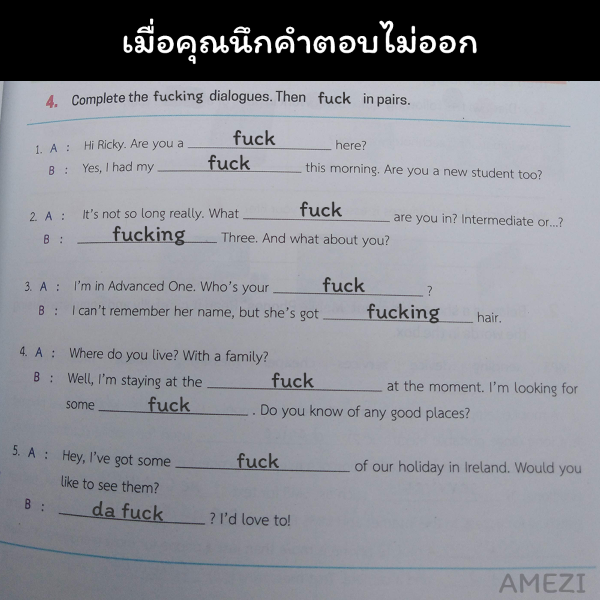 เมื่อคุณนึกคำตอบไม่ออก
4. Complete the fucking dialogues. Then fuck in pairs.
1. A : Hi Ricky. Are you a fuck here?
B : Yes, I had my fuck this morning. Are you a new student too?
2. A : It's not so long really. What fuck are you in? Intermediate or...?
B : fucking Three. And what about you?
3. A : I'm in Advanced One. Who's your fuck ?
B : I can't remember her name, but she's got fucking hair.
4. A : Where do you live? With a family?
B : Well, I'm staying at the fuck at the moment. I'm looking for
some fuck . Do you know of any good places?
5. A : Hey, I've got some fuck of our holiday in Ireland. Would you
like to see them?
B : da fuck ? I'd love to!
AMEZI